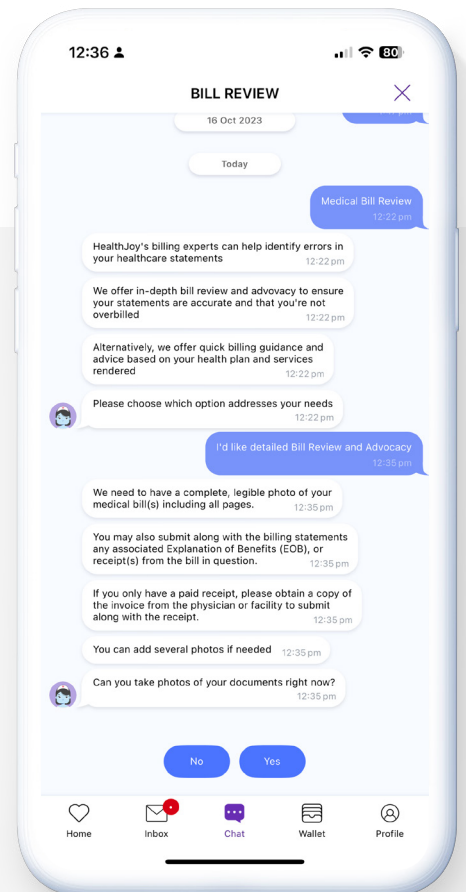 12:36
80
BILL REVIEW
16 Oct 2023
Today
Medical Bill Review
12:22 pm
HealthJoy's billing experts can help identify errors in
your healthcare statements
12:22 pm
We offer in-depth bill review and advovacy to ensure
your statements are accurate and that you're not
overbilled
12:22 pm
Alternatively, we offer quick billing guidance and
advice based on your health plan and services
rendered
12:22 pm
Please choose which option addresses your needs
12:22 pm
I'd like detailed Bill Review and Advocacy
12:35 pm
We need to have a complete, legible photo of your
medical bill(s) including all pages.
12:35 pm
You may also submit along with the billing statements
any associated Explanation of Benefits (EOB), or
receipt(s) from the bill in question.
12:35 pm
If you only have a paid receipt, please obtain a copy of
the invoice from the physician or facility to submit
along with the receipt.
12:35 pm
You can add several photos if needed
12:35 pm
Can you take photos of your documents right now?
12:35 pm
No
Yes
Home
Inbox
Chat
Wallet
Profile